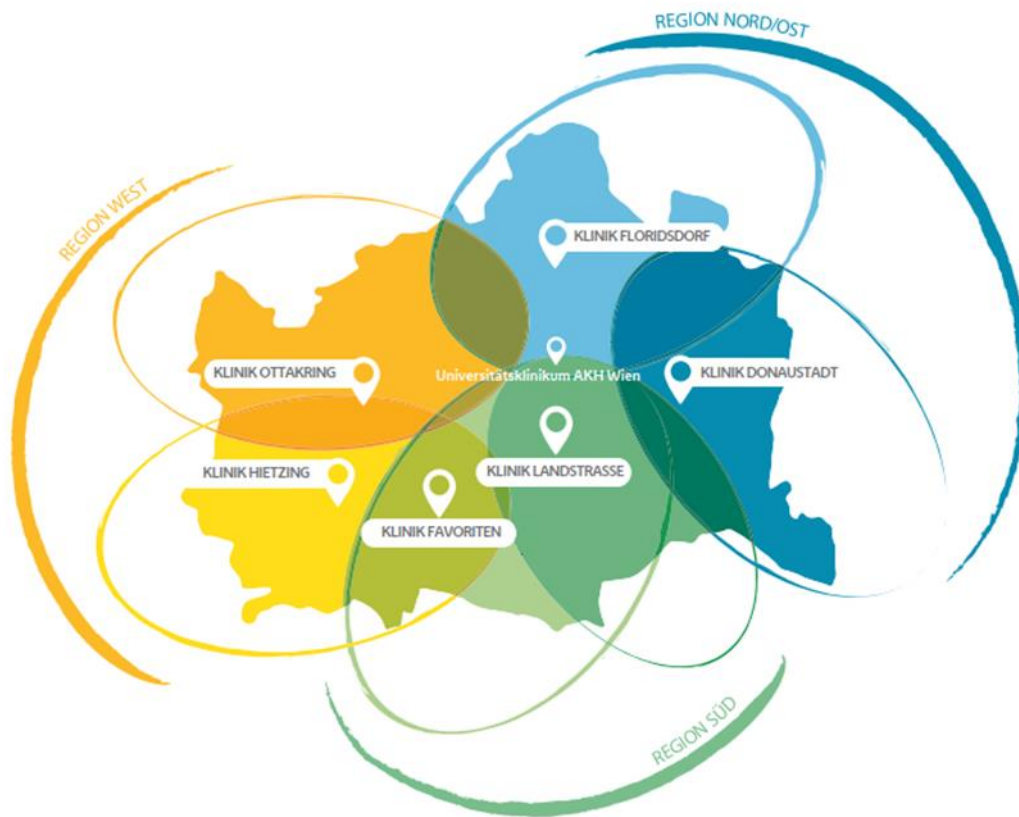 REGION NORD/OST
REGION WEST
KLINIK FLORIDSDORF
KLINIK OTTAKRING
Universitätsklinikum AKH Wien
KLINIK DONAUSTADT
KLINIK HIETZING
KLINIK LANDSTRASSE
KLINIK FAVORITEN
REGION SÜD